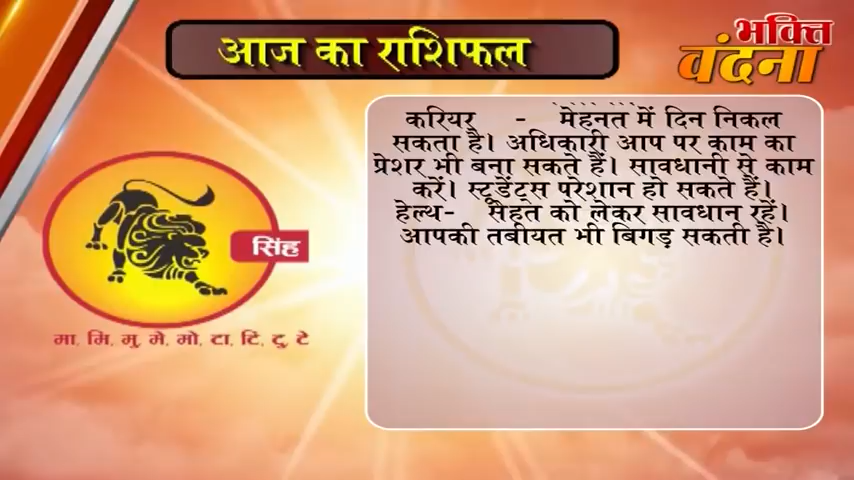 आज का राशिफल
भक्ति
वंदना
करियर - मेहनत में दिन निकल
सकता है। अधिकारी आप पर काम का
प्रेशर भी बना सकते हैं। सावधानी से काम
करें। स्टूडेंट्स परेशान हो सकते हैं।
हेल्थ- सेहत को लेकर सावधान रहें।
आपकी तबीयत भी बिगड़ सकती है।
सिंह
मा, मि, मु, मे, मो, टा, टि, टु, टे